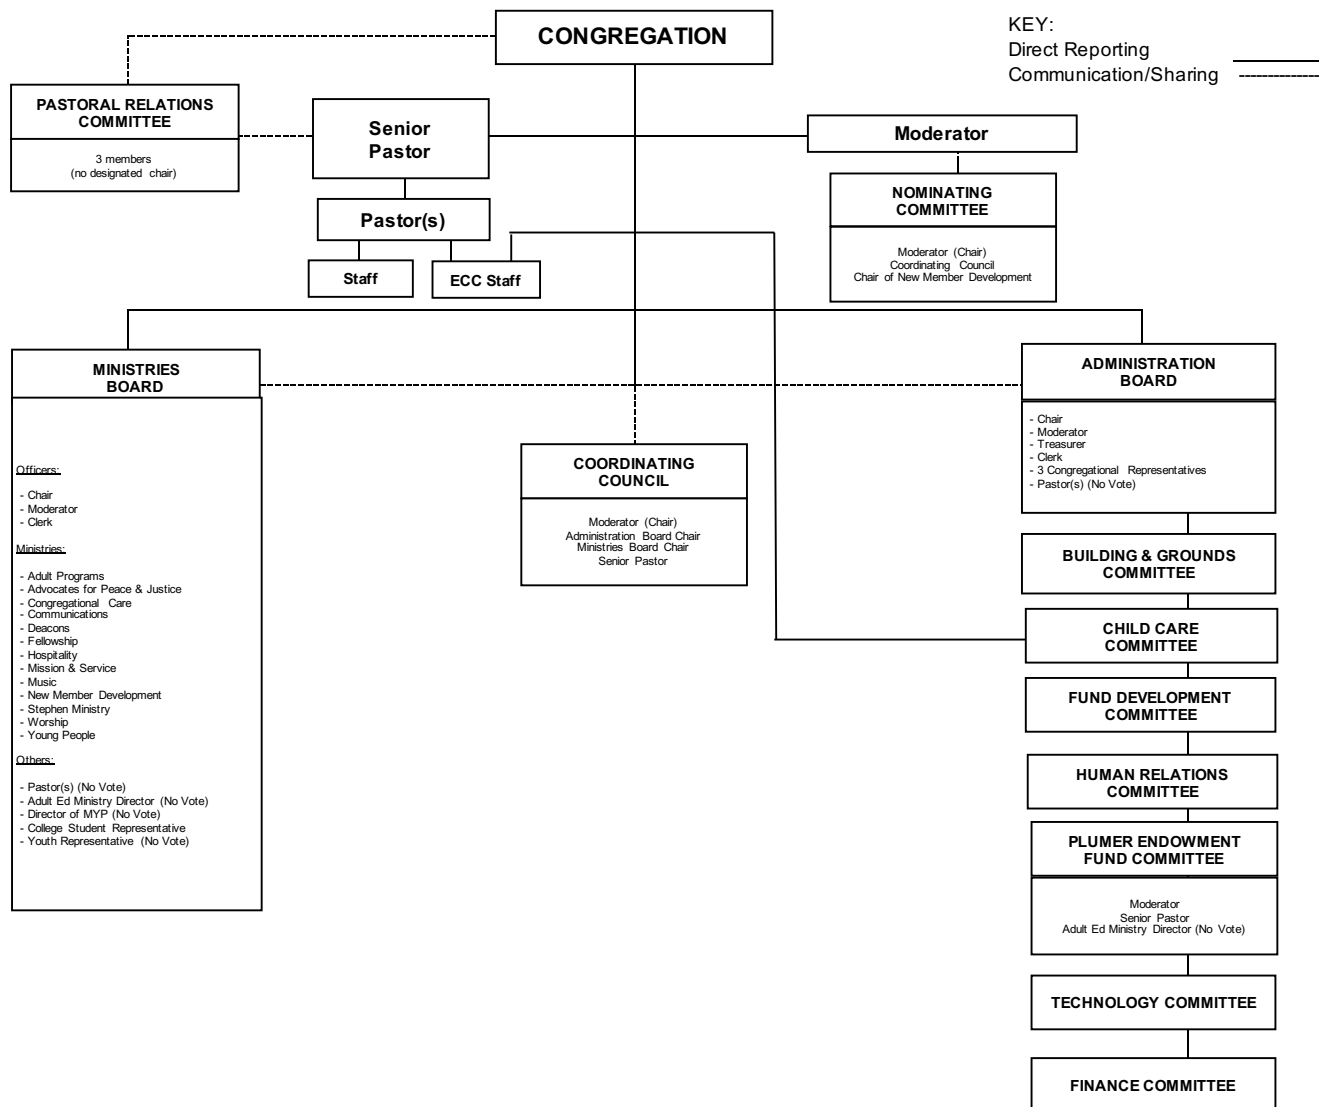 CONGREGATION
KEY:
Direct Reporting
Communication/Sharing
PASTORAL RELATIONS
COMMITTEE
3 members
(no designated chair)
Senior
Pastor
Moderator
NOMINATING
COMMITTEE
Moderator (Chair)
Coordinating Council
Chair of New Member Development
Pastor(s)
Staff
ECC Staff
MINISTRIES
BOARD
Officers:
- Chair
- Moderator
- Clerk
Ministries:
- Adult Programs
- Advocates for Peace & Justice
- Congregational Care
- Communications
- Deacons
- Fellowship
- Hospitality
- Mission & Service
- Music
- New Member Development
- Stephen Ministry
- Worship
- Young People
Others:
- Pastor(s) (No Vote)
- Adult Ed Ministry Director (No Vote)
- Director of MYP (No Vote)
- College Student Representative
- Youth Representative (No Vote)
COORDINATING
COUNCIL
Moderator (Chair)
Administration Board Chair
Ministries Board Chair
Senior Pastor
ADMINISTRATION
BOARD
- Chair
- Moderator
- Treasurer
- Clerk
- 3 Congregational Representatives
- Pastor(s) (No Vote)
BUILDING & GROUNDS
COMMITTEE
CHILD CARE
COMMITTEE
FUND DEVELOPMENT
COMMITTEE
HUMAN RELATIONS
COMMITTEE
PLUMER ENDOWMENT
FUND COMMITTEE
Moderator
Senior Pastor
Adult Ed Ministry Director (No Vote)
TECHNOLOGY COMMITTEE
FINANCE COMMITTEE